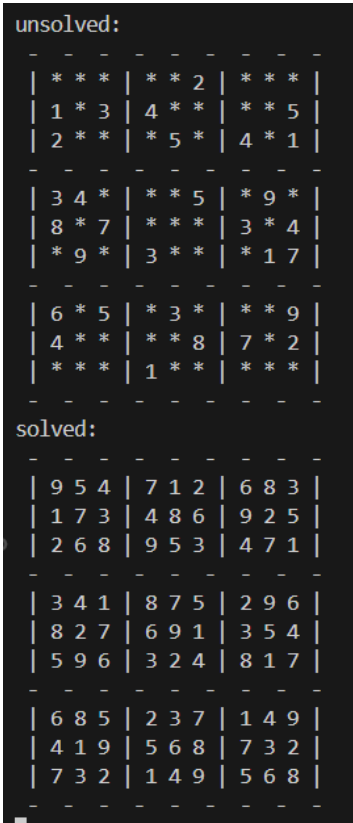 unsolved:
- - - - - - - - -
| * * * | * * 2 | * * * |
| 1 * 3 | 4 * * | * * 5 |
| 2 * * | * 5 * | 4 * 1 |
- - - - - - - - -
| 3 4 * | * * 5 | * 9 * |
| 8 * 7 | * * * | 3 * 4 |
| * 9 * | 3 * * | * 1 7 |
- - - - - - - - -
| 6 * 5 | * 3 * | * * 9 |
| 4 * * | * * 8 | 7 * 2 |
| * * * | 1 * * | * * * |
- - - - - - - - -
solved:
- - - - - - - - -
| 9 5 4 | 7 1 2 | 6 8 3 |
| 1 7 3 | 4 8 6 | 9 2 5 |
| 2 6 8 | 9 5 3 | 4 7 1 |
- - - - - - - - -
| 3 4 1 | 8 7 5 | 2 9 6 |
| 8 2 7 | 6 9 1 | 3 5 4 |
| 5 9 6 | 3 2 4 | 8 1 7 |
- - - - - - - - -
| 6 8 5 | 2 3 7 | 1 4 9 |
| 4 1 9 | 5 6 8 | 7 3 2 |
| 7 3 2 | 1 4 9 | 5 6 8 |
- - - - - - - - -